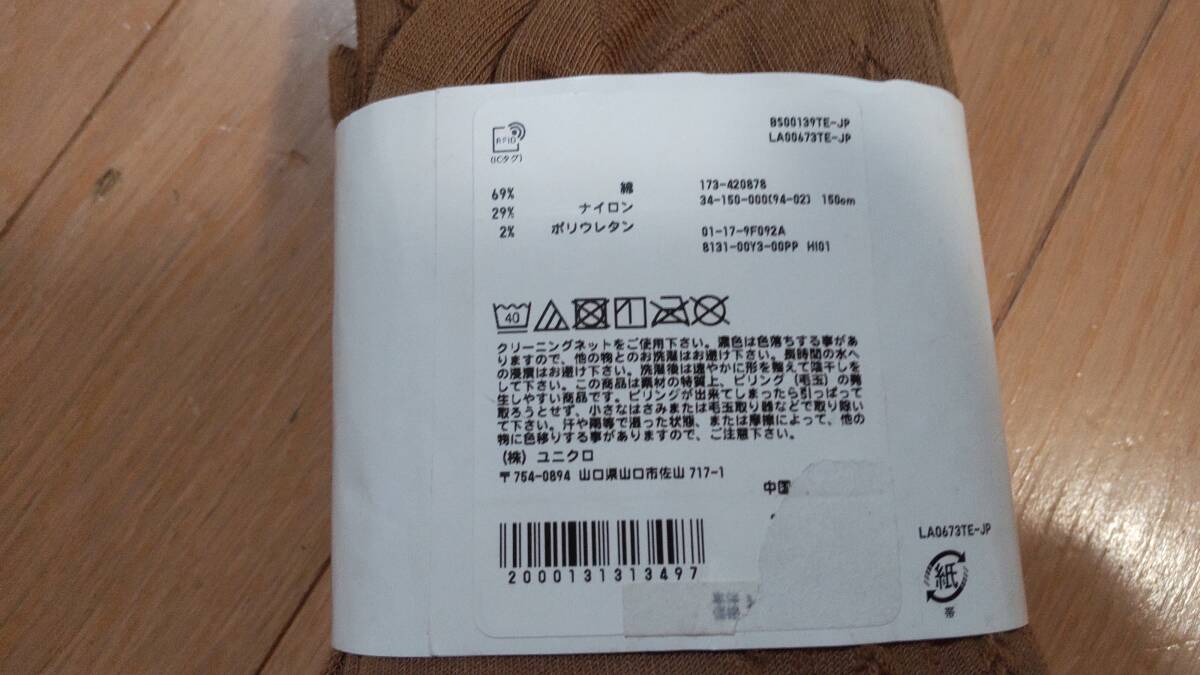 RFID
(ICタグ)
BS00139TE-JP
LA00673TE-JP
69% 綿
29% ナイロン
2% ポリウレタン
173-420878
34-150-000(94-02) 150cm
01-17-9F092A
8131-00Y3-00PP HI01
40
クリーニングネットをご使用下さい。濃色は色落ちする事があ
りますので、他の物とのお洗濯はお避け下さい。長時間の水へ
の浸漬はお避け下さい。洗濯後は速やかに形を整えて陰干しを
して下さい。この商品は素材の特質上、ピリング(毛玉)の発
生しやすい商品です。ピリングが出来てしまったら引っぱって
取ろうとせず、小さなはさみまたは毛玉取り器などで取り除い
て下さい。汗や雨等で湿った状態、または摩擦によって、他の
物に色移りする事がありますので、ご注意下さい。
(株) ユニクロ
〒754-0894 山口県山口市佐山 717-1
中国
2000131313497
LA0673TE-JP
紙
帯